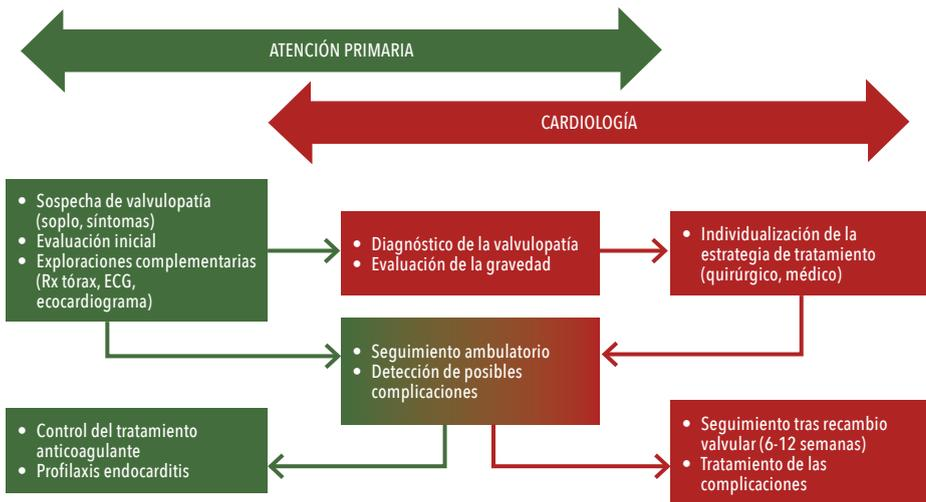 ATENCIÓN PRIMARIA
CARDIOLOGÍA
• Sospecha de valvulopatía
(soplo, síntomas)
• Evaluación inicial
• Exploraciones complementarias
(Rx tórax, ECG,
ecocardiograma)
• Diagnóstico de la valvulopatía
• Evaluación de la gravedad
• Individualización de la
estrategia de tratamiento
(quirúrgico, médico)
• Seguimiento ambulatorio
• Detección de posibles
complicaciones
• Control del tratamiento
anticoagulante
• Profilaxis endocarditis
• Seguimiento tras recambio
valvular (6-12 semanas)
• Tratamiento de las
complicaciones